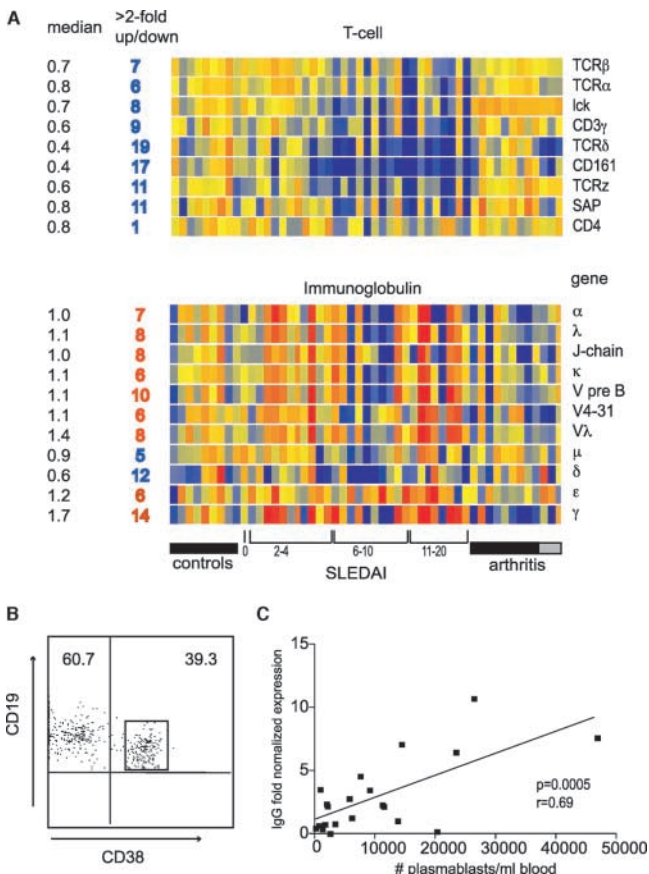 A
median
>2-fold
up/down
T-cell
0.7 7 TCRβ
0.8 6 TCRα
0.7 8 lck
0.6 9 CD3γ
0.4 19 TCRδ
0.4 17 CD161
0.6 11 TCRz
0.8 11 SAP
0.8 1 CD4
Immunoglobulin
gene
1.0 7 α
1.1 8 λ
1.0 8 J-chain
1.1 6 κ
1.1 10 V pre B
1.1 6 V4-31
1.4 8 Vλ
0.9 5 μ
0.6 12 δ
1.2 6 ε
1.7 14 γ
0 2-4 6-10 11-20
controls SLEDAI arthritis
B
60.7 39.3
CD19
CD38
C
IgG fold nomalized expression
15
10
5
0
p=0.0005
r=0.69
0 10000 20000 30000 40000 50000
# plasmablasts/ml blood